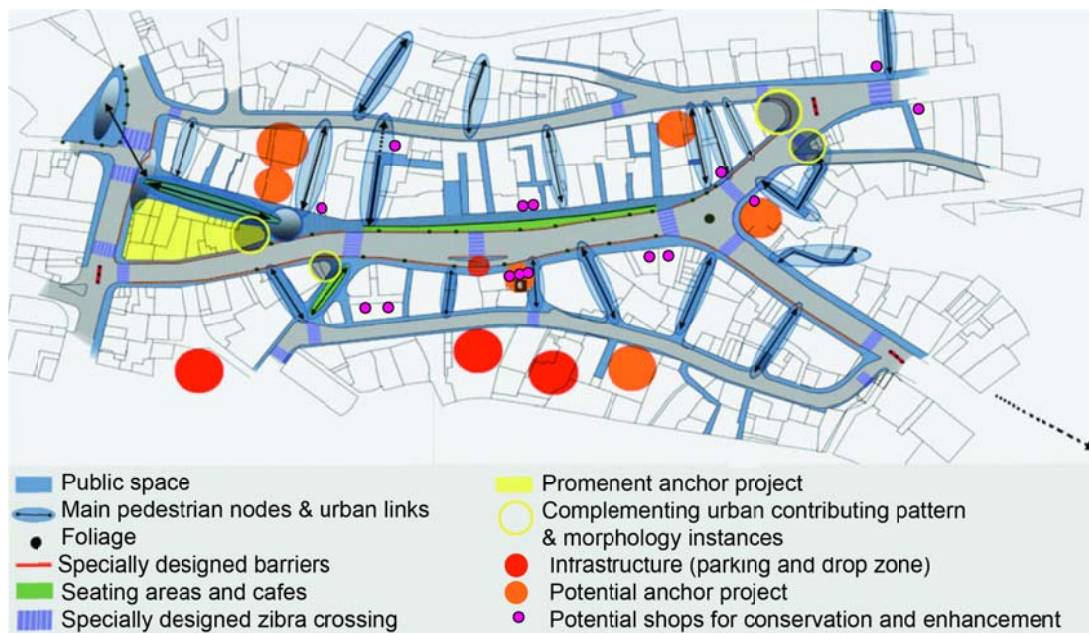 Public space
Main pedestrian nodes & urban links
Foliage
Specially designed barriers
Seating areas and cafes
Specially designed zibra crossing
Promenent anchor project
Complementing urban contributing pattern
& morphology instances
Infrastructure (parking and drop zone)
Potential anchor project
Potential shops for conservation and enhancement